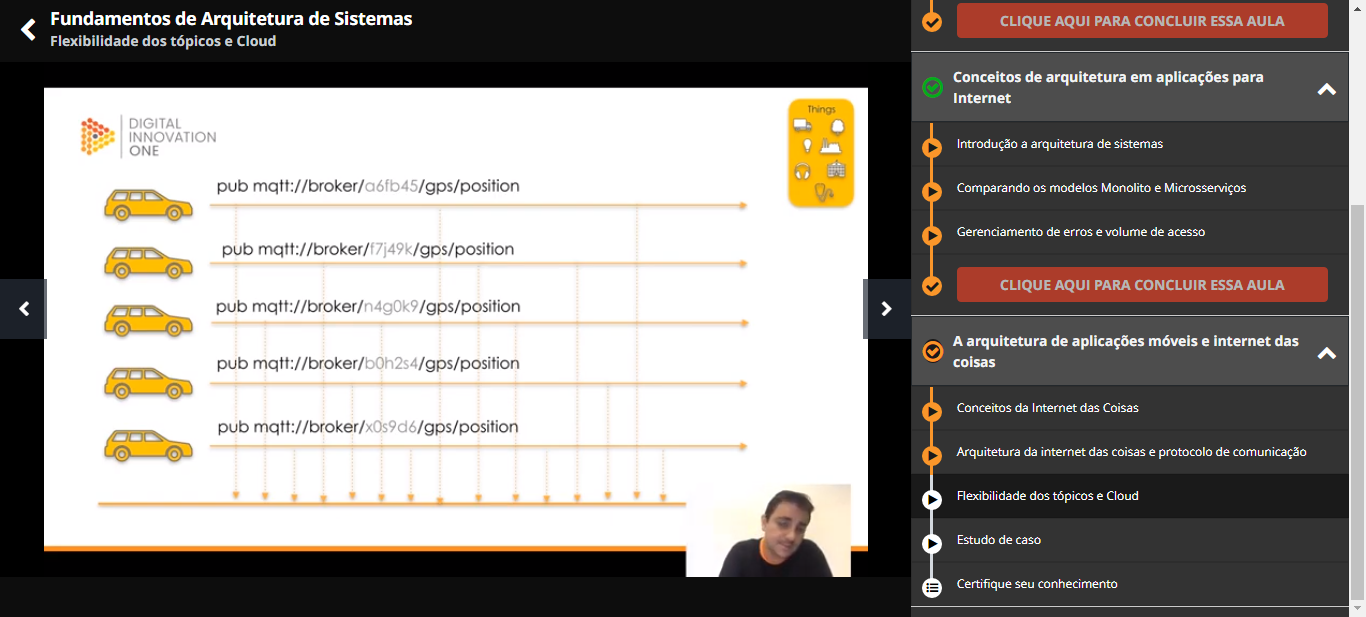 Fundamentos de Arquitetura de Sistemas
Flexibilidade dos tópicos e Cloud
DIGITAL
INNOVATION
ONE
Things
pub mqtt://broker/a6fb45/gps/position
pub mqtt://broker/f7j49k/gps/position
pub mqtt://broker/n4g0k9/gps/position
pub mqtt://broker/b0h2s4/gps/position
pub mqtt://broker/x0s9d6/gps/position
CLIQUE AQUI PARA CONCLUIR ESSA AULA
Conceitos de arquitetura em aplicações para
Internet
Introdução a arquitetura de sistemas
Comparando os modelos Monolito e Microsserviços
Gerenciamento de erros e volume de acesso
CLIQUE AQUI PARA CONCLUIR ESSA AULA
A arquitetura de aplicações móveis e internet das
coisas
Conceitos da Internet das Coisas
Arquitetura da internet das coisas e protocolo de comunicação
Flexibilidade dos tópicos e Cloud
Estudo de caso
Certifique seu conhecimento